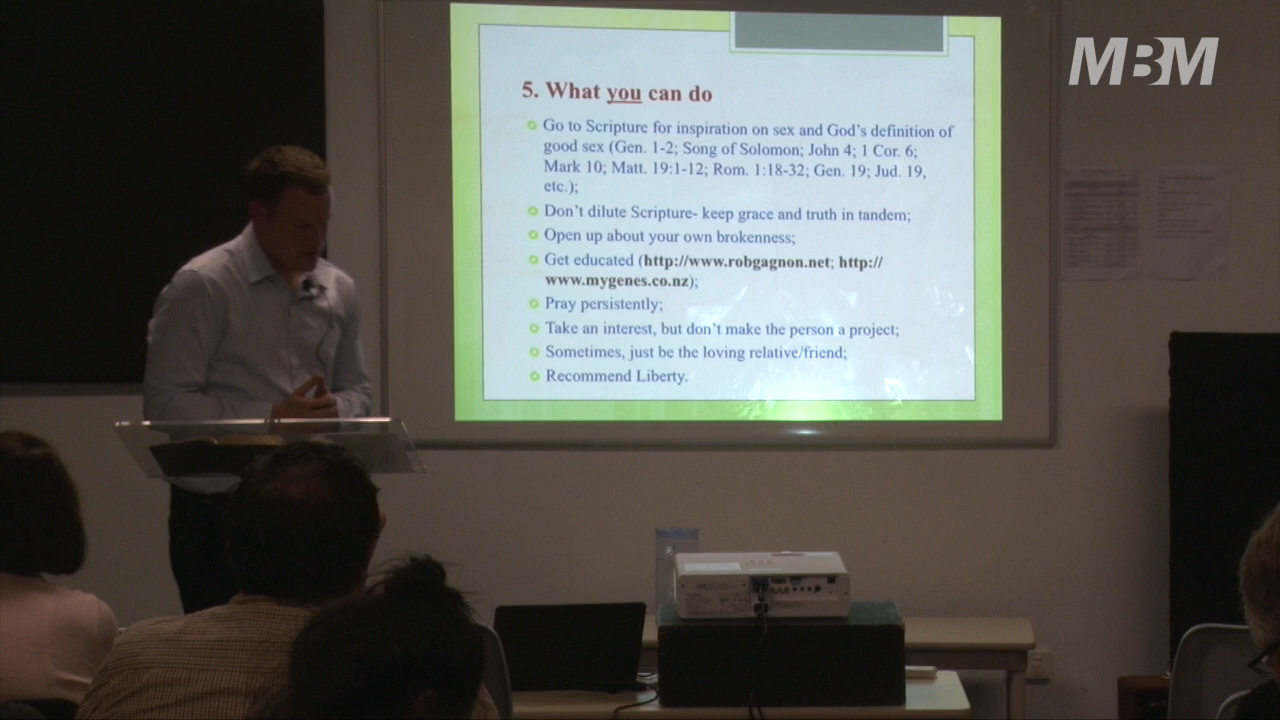 MBM
5. What you can do
Go to Scripture for inspiration on sex and God's definition of
good sex (Gen. 1-2; Song of Solomon; John 4; 1 Cor. 6;
Mark 10; Matt. 19:1-12; Rom. 1:18-32; Gen. 19; Jud. 19,
etc.);
Don't dilute Scripture- keep grace and truth in tandem;
Open up about your own brokenness;
Get educated (http://www.robgagnon.net; http://
www.mygenes.co.nz);
Pray persistently;
Take an interest, but don't make the person a project;
Sometimes, just be the loving relative/friend;
Recommend Liberty.